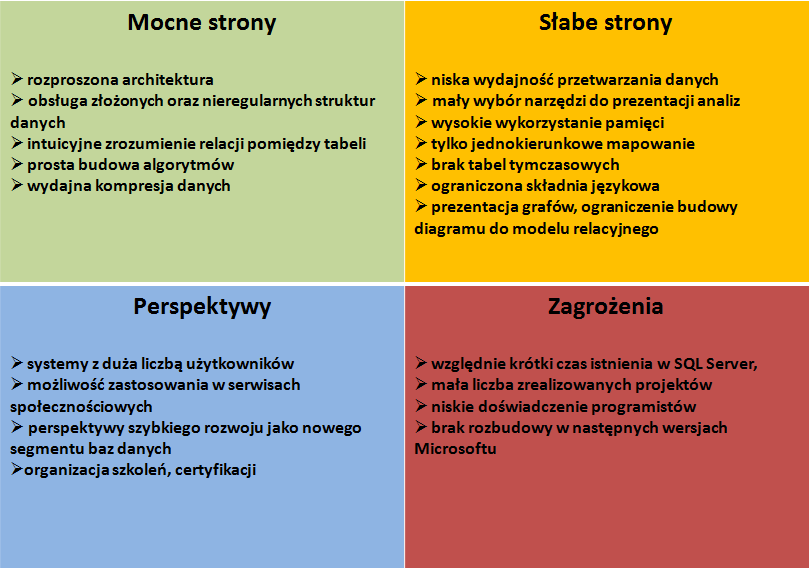 Mocne strony
➢ rozproszona architektura
➢ obsługa złożonych oraz nieregularnych struktur
danych
➢ intuicyjne zrozumienie relacji pomiędzy tabeli
➢ prosta budowa algorytmów
➢ wydajna kompresja danych
Słabe strony
➢ niska wydajność przetwarzania danych
➢ mały wybór narzędzi do prezentacji analiz
➢ wysokie wykorzystanie pamięci
➢ tylko jednokierunkowe mapowanie
➢ brak tabel tymczasowych
➢ ograniczona składnia językowa
➢ prezentacja grafów, ograniczenie budowy
diagramu do modelu relacyjnego
Perspektywy
➢ systemy z duża liczbą użytkowników
➢ możliwość zastosowania w serwisach
społecznościowych
➢ perspektywy szybkiego rozwoju jako nowego
segmentu baz danych
➢organizacja szkoleń, certyfikacji
Zagrożenia
➢ względnie krótki czas istnienia w SQL Server,
➢ mała liczba zrealizowanych projektów
➢ niskie doświadczenie programistów
➢ brak rozbudowy w następnych wersjach
Microsoftu